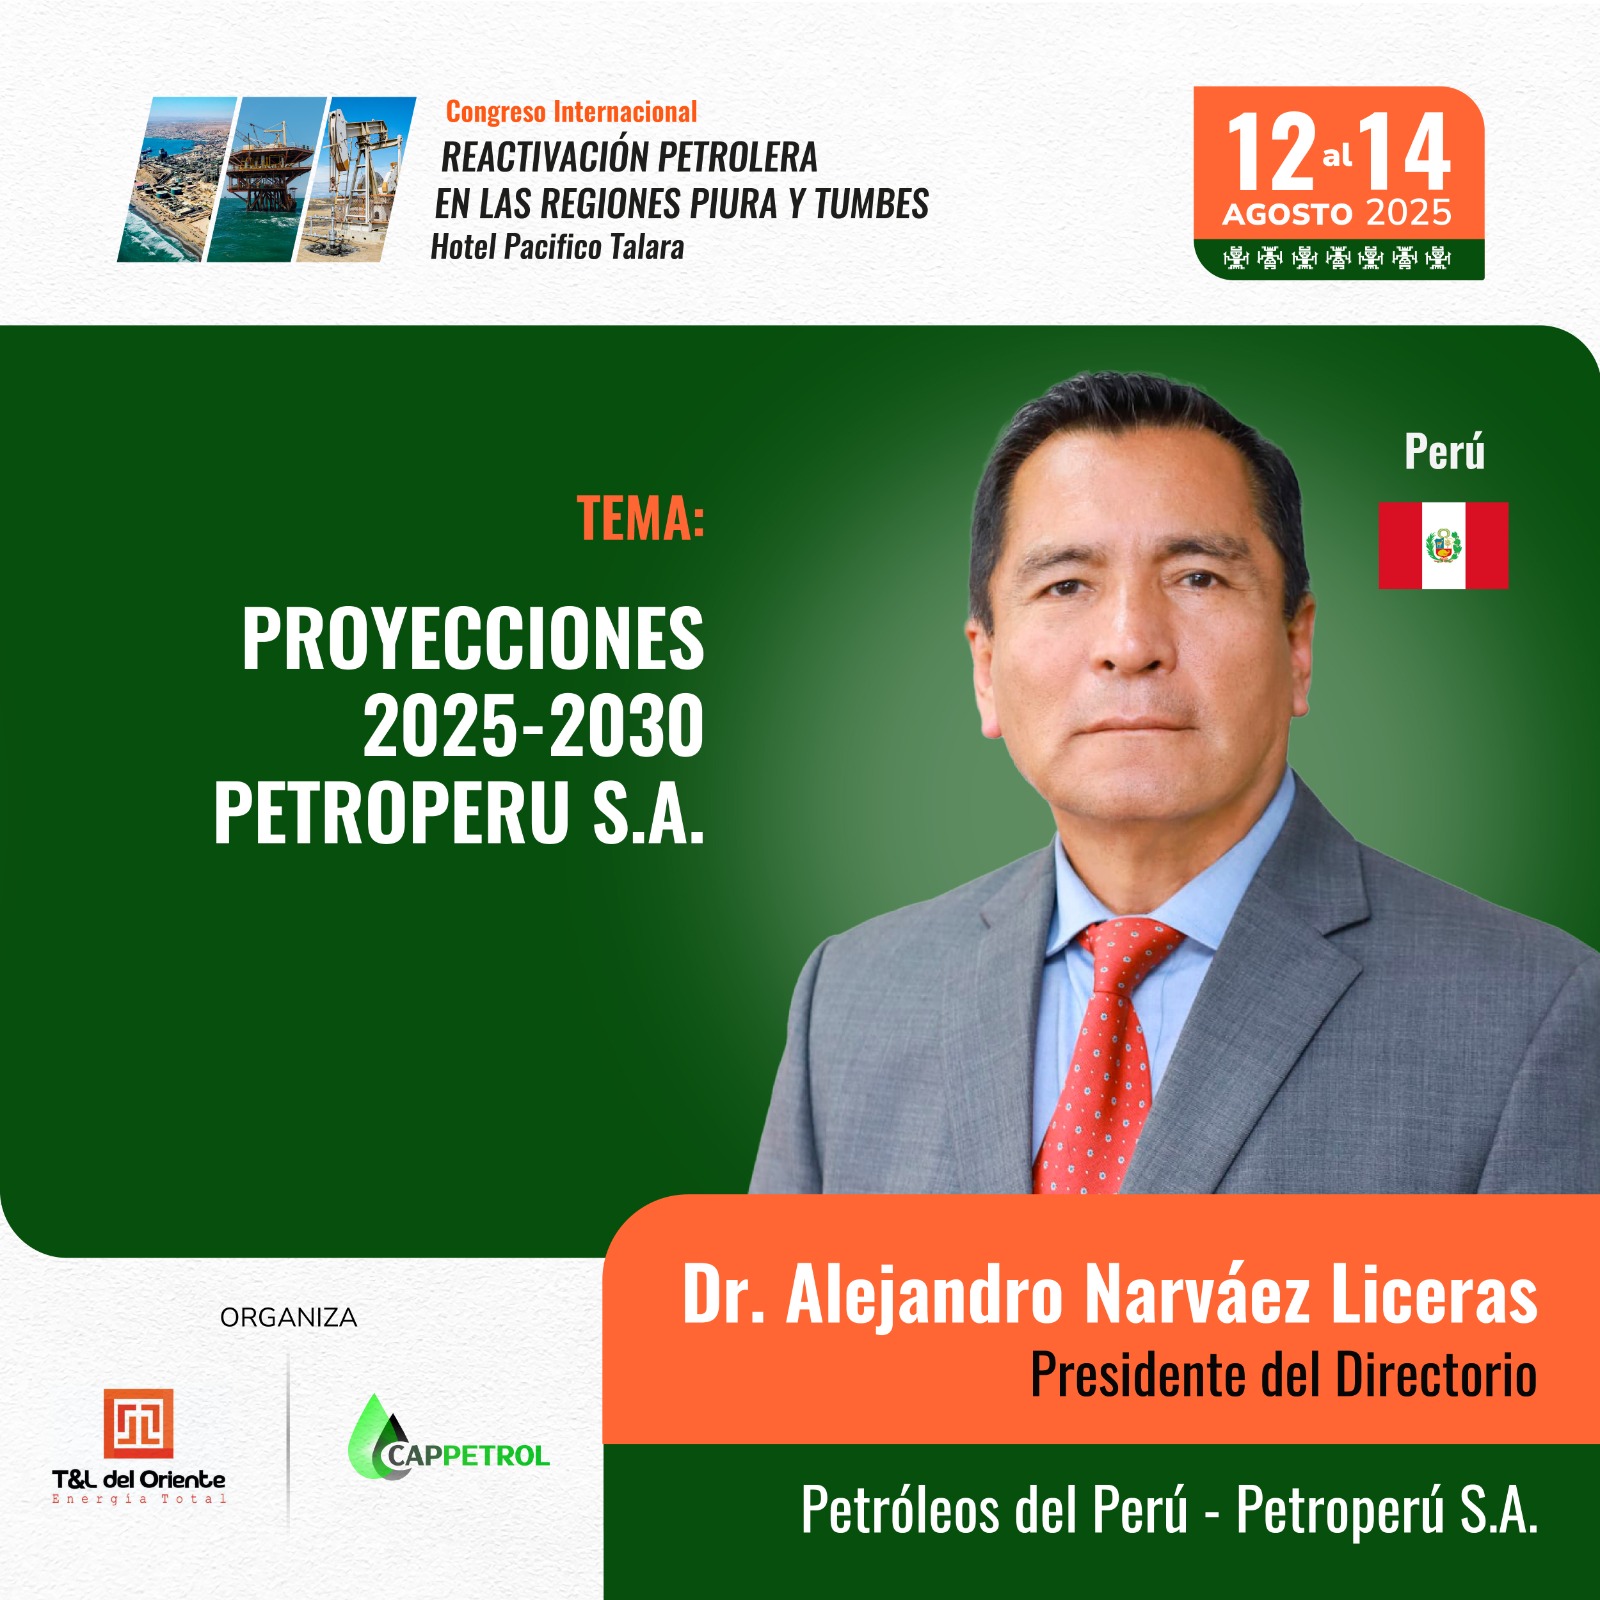 Congreso Internacional
REACTIVACIÓN PETROLERA
EN LAS REGIONES PIURA Y TUMBES
Hotel Pacifico Talara
12 al 14
AGOSTO 2025
Perú
TEMA:
PROYECCIONES
2025-2030
PETROPERU S.A.
Dr. Alejandro Narváez Liceras
Presidente del Directorio
Petróleos del Perú - Petroperú S.A.
ORGANIZA
T&L del Oriente
Energía Total
CAPPETROL